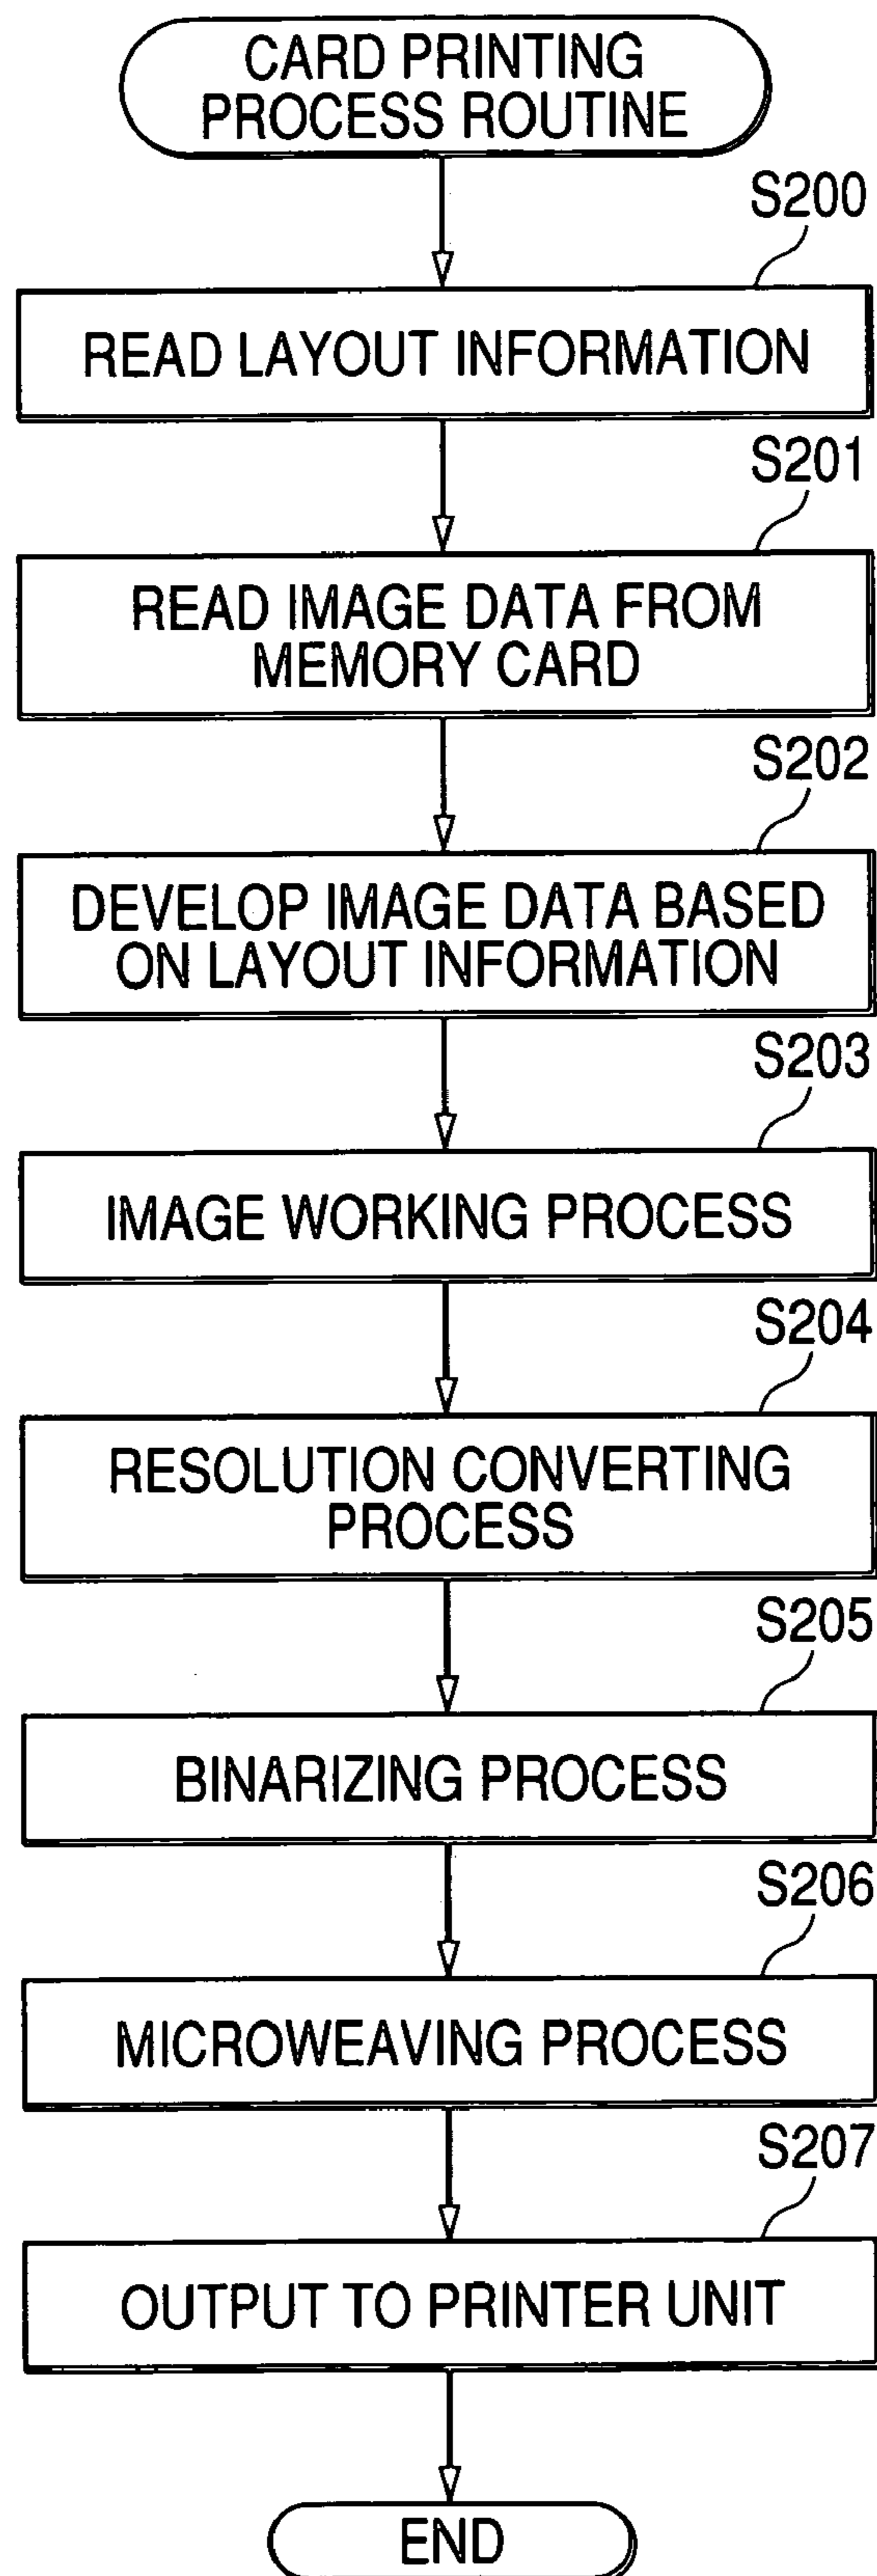 CARD PRINTING
PROCESS ROUTINE
S200
READ LAYOUT INFORMATION
S201
READ IMAGE DATA FROM
MEMORY CARD
S202
DEVELOP IMAGE DATA BASED
ON LAYOUT INFORMATION
S203
IMAGE WORKING PROCESS
S204
RESOLUTION CONVERTING
PROCESS
S205
BINARIZING PROCESS
S206
MICROWEAVING PROCESS
S207
OUTPUT TO PRINTER UNIT
END